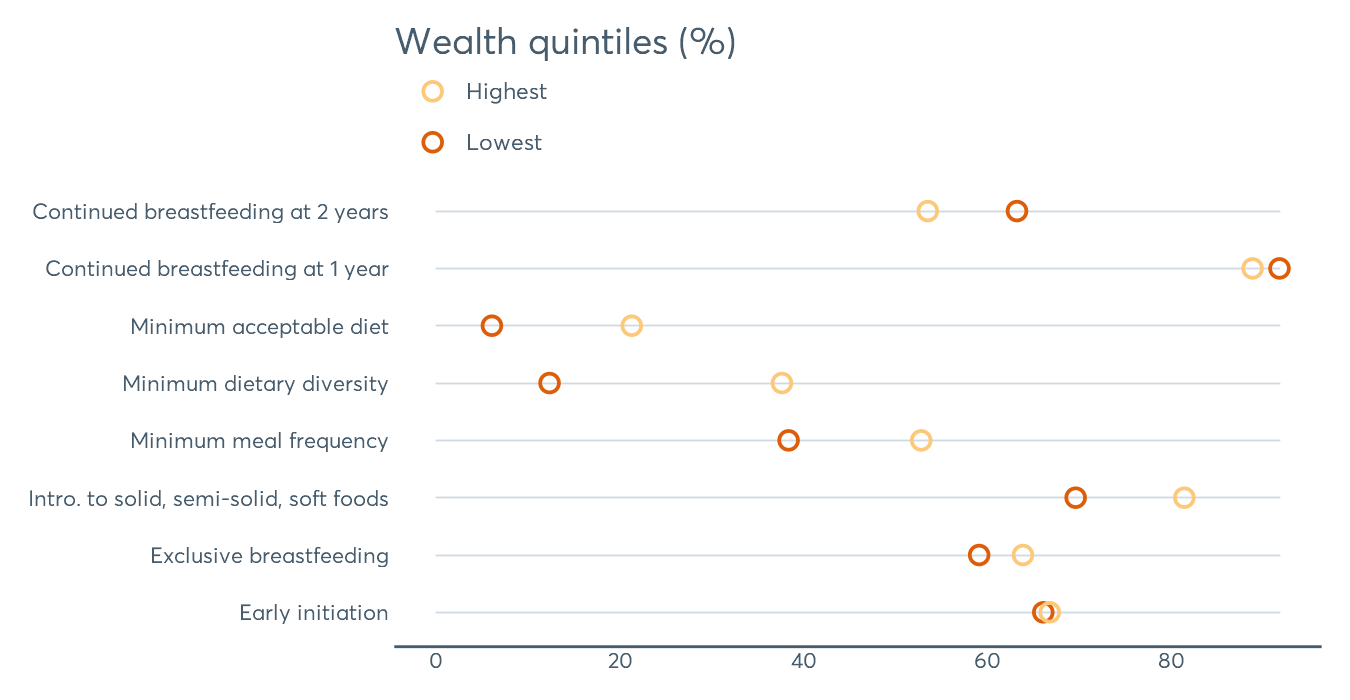 Wealth quintiles (%)
Highest
Lowest
Continued breastfeeding at 2 years
Continued breastfeeding at 1 year
Minimum acceptable diet
Minimum dietary diversity
Minimum meal frequency
Intro. to solid, semi-solid, soft foods
Exclusive breastfeeding
Early initiation
0 20 40 60 80